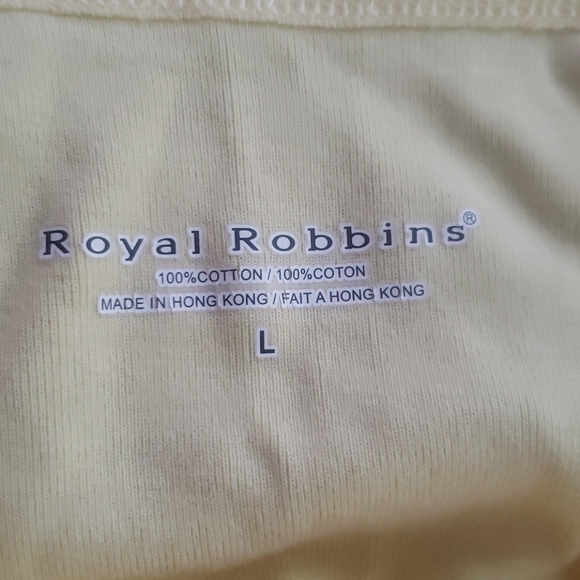 Royal Robbins®
100%COTTON / 100%COTON
MADE IN HONG KONG / FAIT A HONG KONG
L